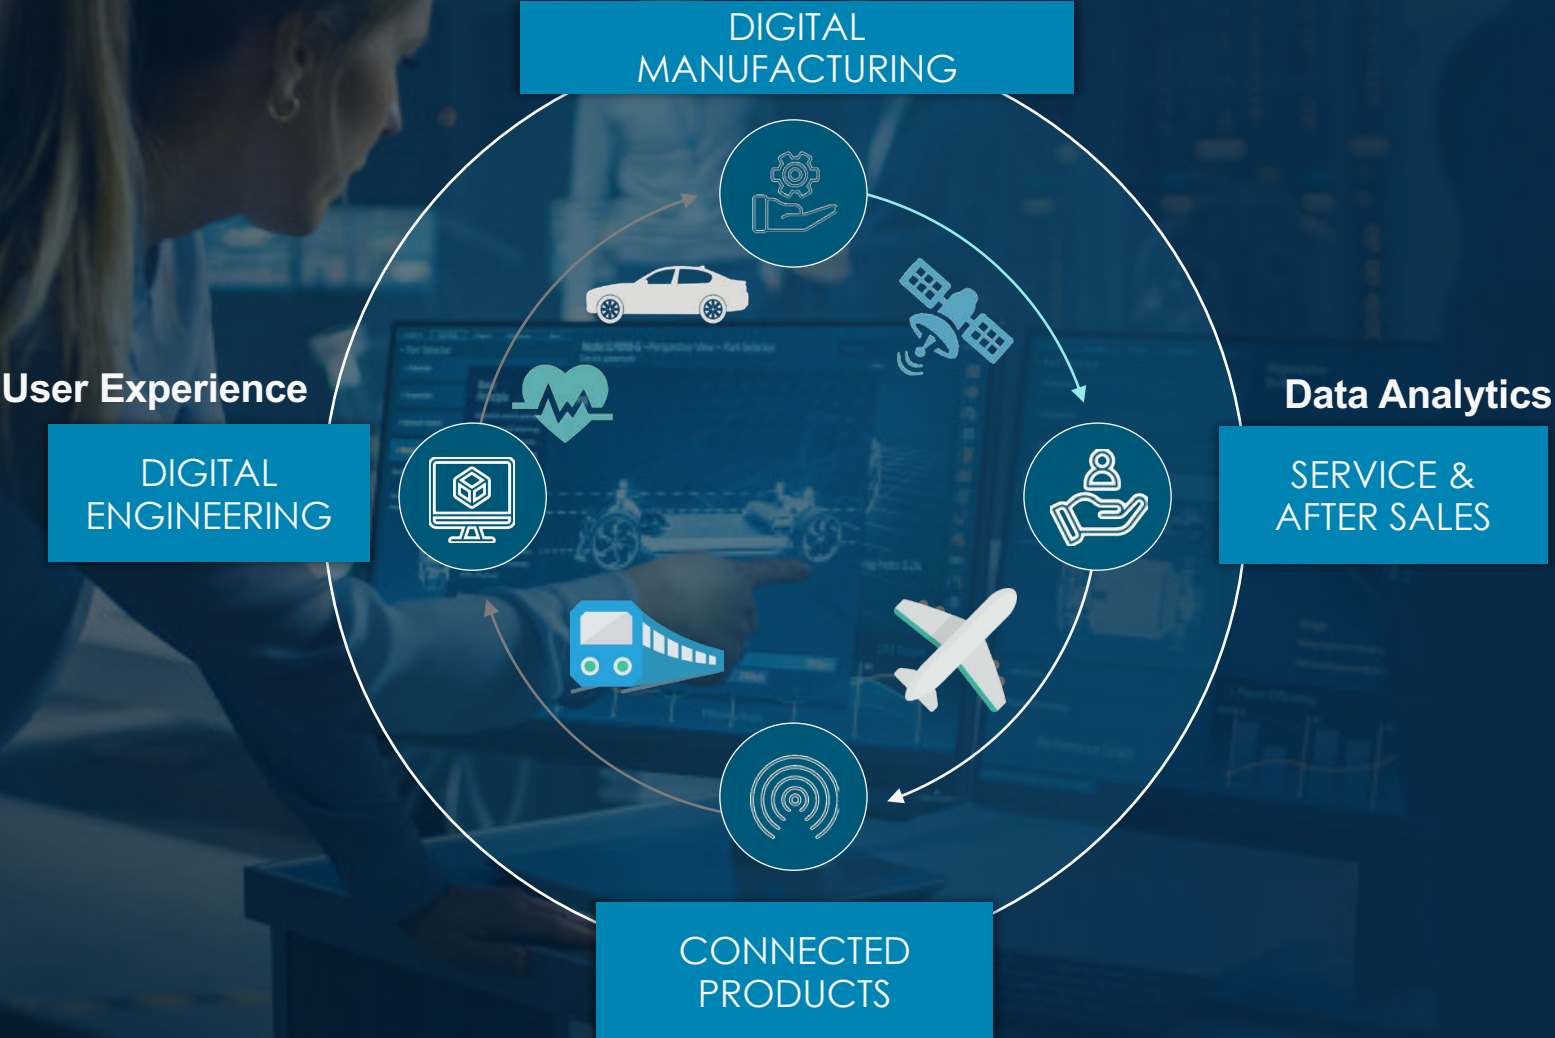 DIGITAL
MANUFACTURING
User Experience
Data Analytics
DIGITAL
ENGINEERING
SERVICE &
AFTER SALES
CONNECTED
PRODUCTS